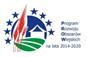 Program
Rozwoju
Obszarów
Wiejskich
na lata 2014-2020